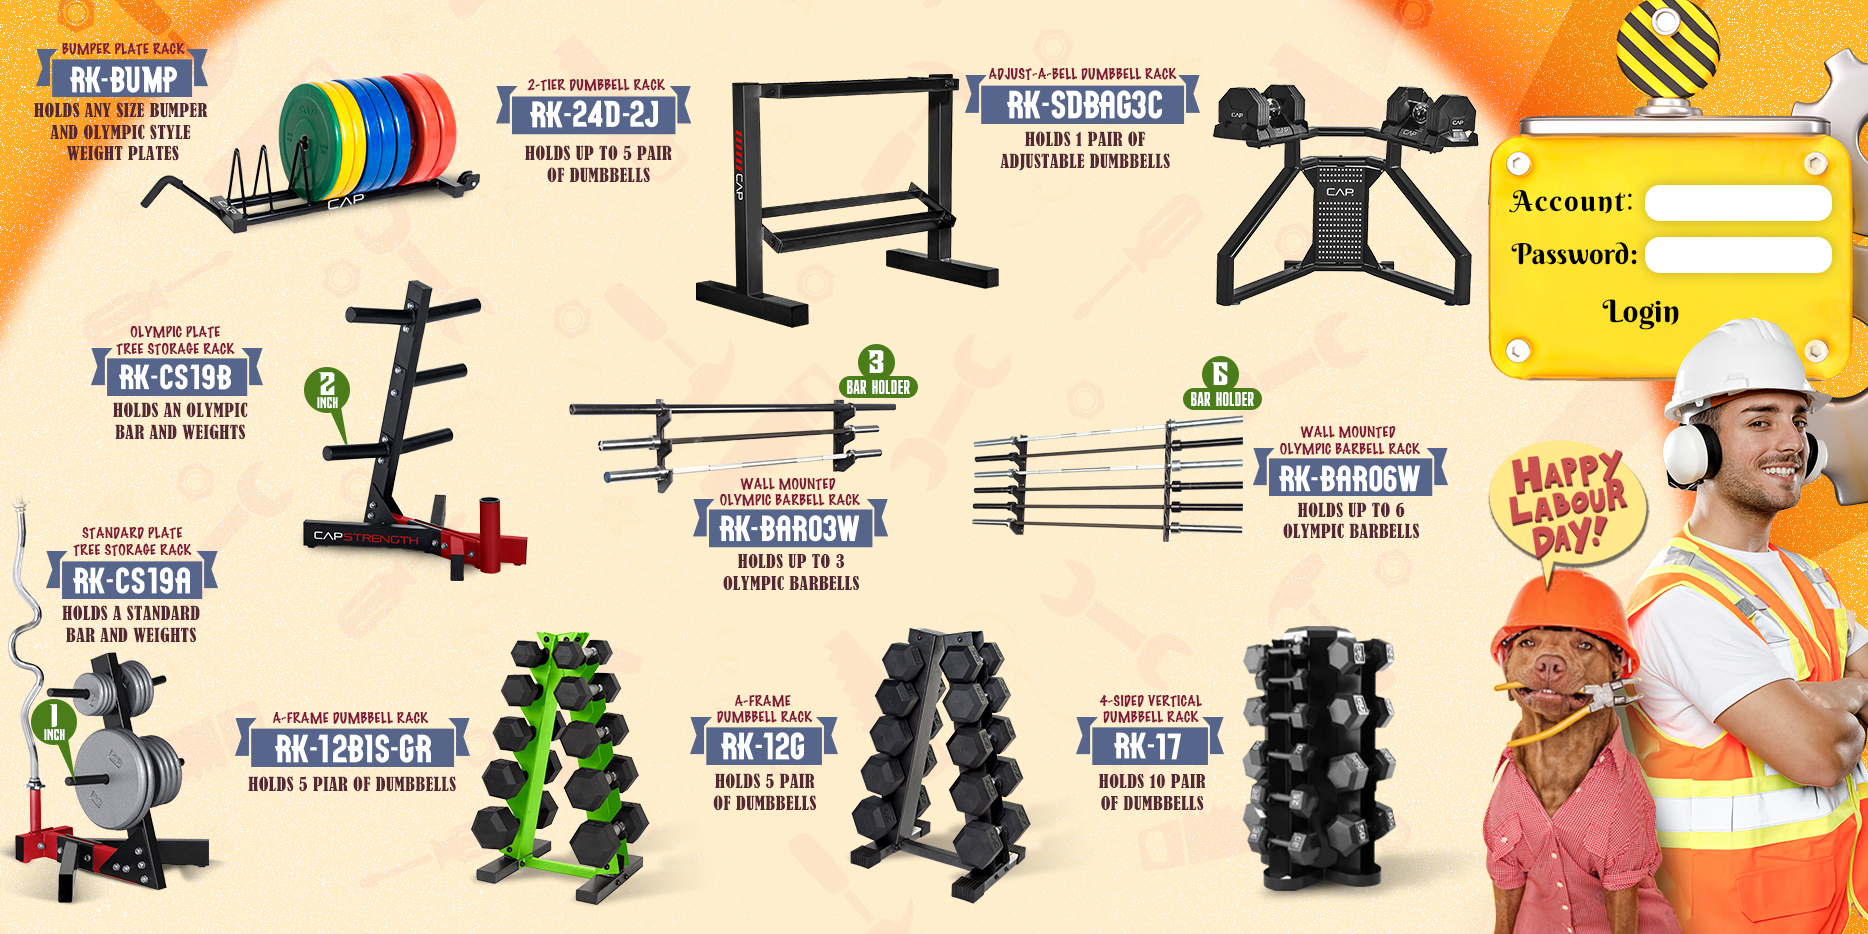 BUMPER PLATE RACK
RK-BUMP
HOLDS ANY SIZE BUMPER
AND OLYMPIC STYLE
WEIGHT PLATES
CAP
CAP
2-TIER DUMBBELL RACK
RK-24D-2J
HOLDS UP TO 5 PAIR
OF DUMBBELLS
CAP
ADJUST-A-BELL DUMBBELL RACK
RK-SDBAG3C
HOLDS 1 PAIR OF
ADJUSTABLE DUMBBELLS
CAP
CAP
CAP
CAP
CAP.
Account:
Password:
Login
OLYMPIC PLATE
TREE STORAGE RACK
RK-CS19B
HOLDS AN OLYMPIC
BAR AND WEIGHTS
2
INCH
CAPSTRENGTH
3
BAR HOLDER
WALL MOUNTED
OLYMPIC BARBELL RACK
RK-BAR03W
HOLDS UP TO 3
OLYMPIC BARBELLS
6
BAR HOLDER
WALL MOUNTED
OLYMPIC BARBELL RACK
RK-BAR06W
HOLDS UP TO 6
OLYMPIC BARBELLS
HAPPY
LABOUR
DAY!
STANDARD PLATE
TREE STORAGE RACK
RK-CS19A
HOLDS A STANDARD
BAR AND WEIGHTS
1
INCH
A-FRAME DUMBBELL RACK
RK-12B1S-GR
HOLDS 5 PIAR OF DUMBBELLS
A-FRAME
DUMBBELL RACK
RK-12G
HOLDS 5 PAIR
OF DUMBBELLS
4-SIDED VERTICAL
DUMBBELL RACK
RK-17
HOLDS 10 PAIR
OF DUMBBELLS